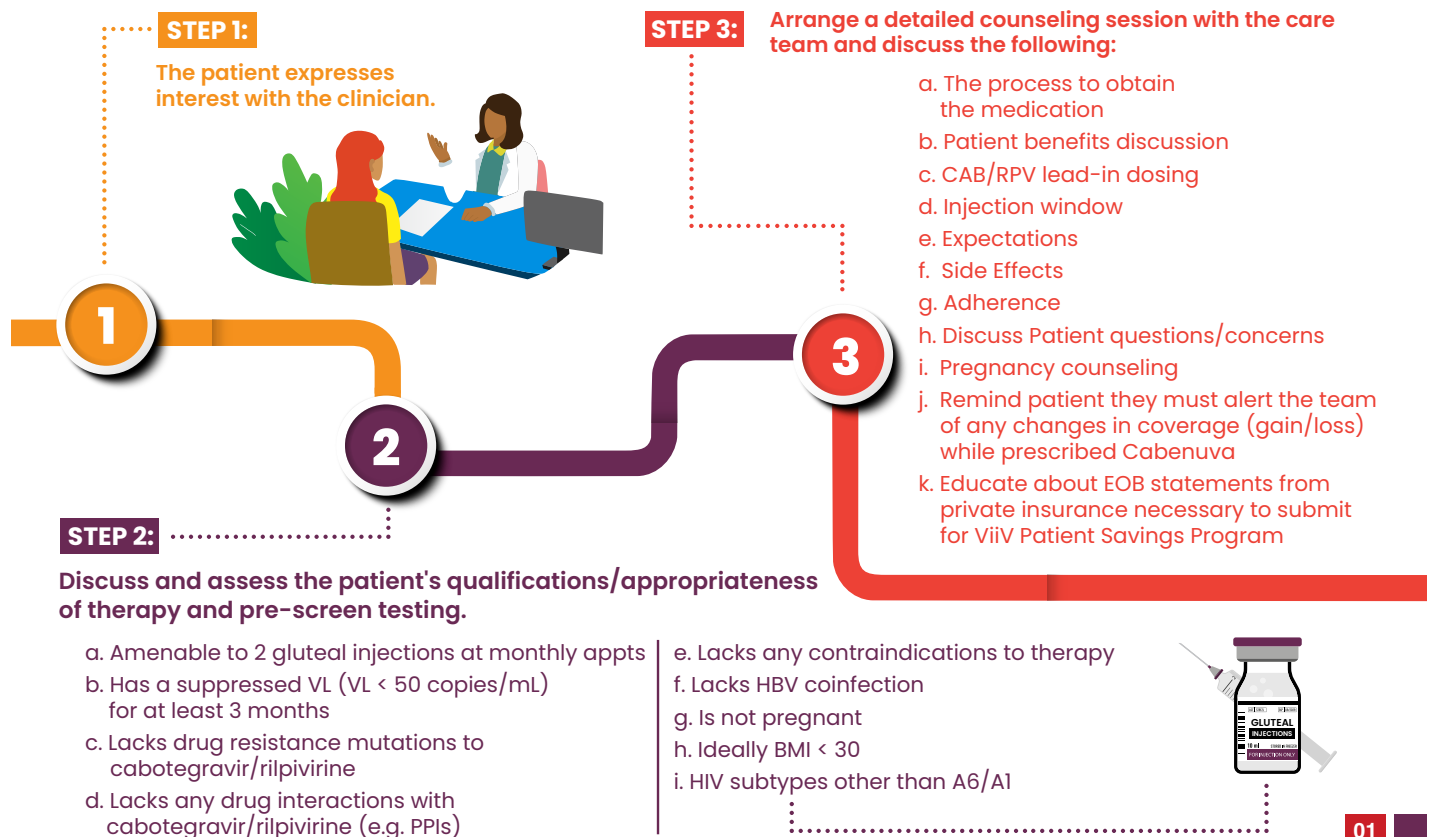 STEP 1:
The patient expresses
interest with the clinician.
STEP 3:
Arrange a detailed counseling session with the care
team and discuss the following:
a. The process to obtain
the medication
b. Patient benefits discussion
c. CAB/RPV lead-in dosing
d. Injection window
e. Expectations
f. Side Effects
g. Adherence
h. Discuss Patient questions/concerns
i. Pregnancy counseling
j. Remind patient they must alert the team
of any changes in coverage (gain/loss)
while prescribed Cabenuva
k. Educate about EOB statements from
private insurance necessary to submit
for ViiV Patient Savings Program
1
2
3
STEP 2:
Discuss and assess the patient's qualifications/appropriateness
of therapy and pre-screen testing.
a. Amenable to 2 gluteal injections at monthly appts
b. Has a suppressed VL (VL < 50 copies/mL)
for at least 3 months
c. Lacks drug resistance mutations to
cabotegravir/rilpivirine
d. Lacks any drug interactions with
cabotegravir/rilpivirine (e.g. PPIs)
e. Lacks any contraindications to therapy
f. Lacks HBV coinfection
g. Is not pregnant
h. Ideally BMI < 30
i. HIV subtypes other than A6/A1
GLUTEAL
INJECTIONS
10 ml
FOR INJECTION ONLY
01